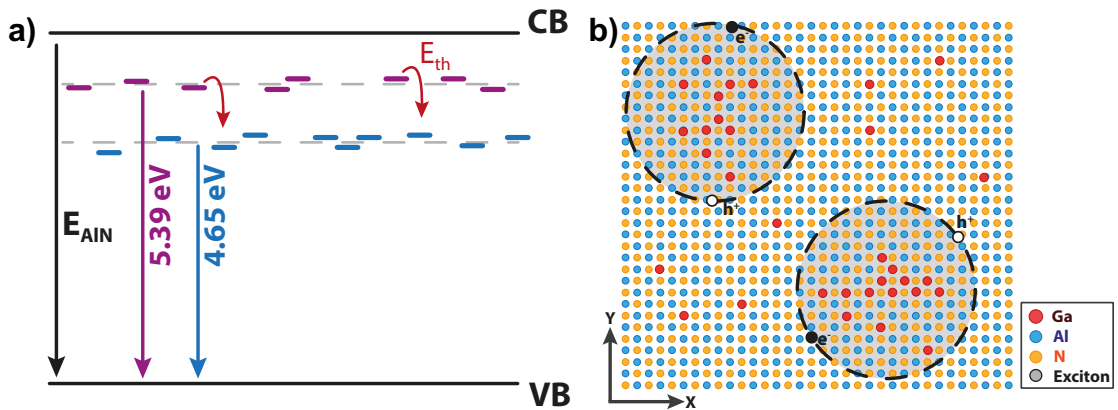 a)
CB
E_th
E_AlN
5.39 eV
4.65 eV
VB
b)
e-
h+
h+
e-
Y
X
Ga
Al
N
Exciton